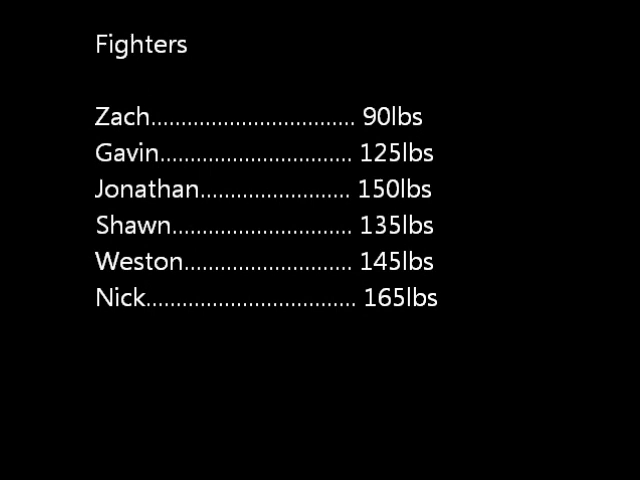 Fighters
Zach.................................. 90lbs
Gavin................................ 125lbs
Jonathan......................... 150lbs
Shawn.............................. 135lbs
Weston............................ 145lbs
Nick................................... 165lbs